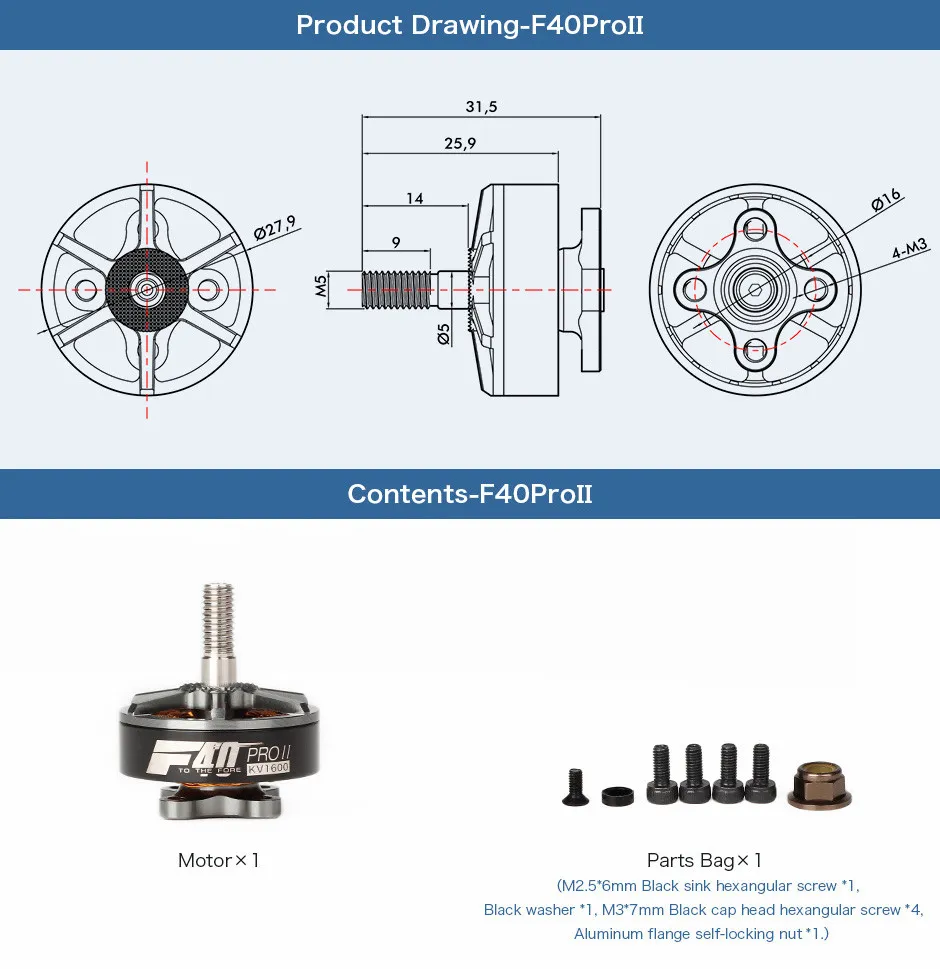 Product Drawing-F40ProII
31,5
25,9
14
9
M5
Ø5
Ø27,9
Ø16
4-M3
Contents-F40ProII
F40 PRO II
TO THE FORE KV1600
Motor×1
Parts Bag×1
(M2.5*6mm Black sink hexangular screw *1,
Black washer *1, M3*7mm Black cap head hexangular screw *4,
Aluminum flange self-locking nut *1.)